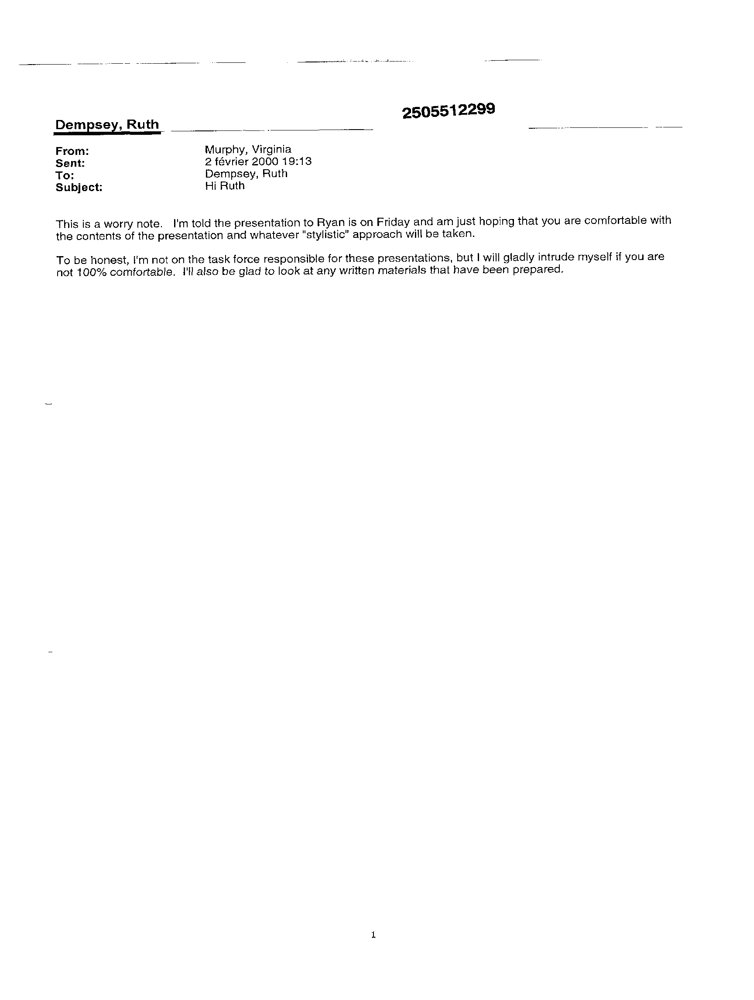 2505512299
Dempsey, Ruth
From: Murphy, Virginia
Sent: 2 février 2000 19:13
To: Dempsey, Ruth
Subject: Hi Ruth
This is a worry note. I'm told the presentation to Ryan is on Friday and am just hoping that you are comfortable with
the contents of the presentation and whatever "stylistic" approach will be taken.
To be honest, I'm not on the task force responsible for these presentations, but I will gladly intrude myself if you are
not 100% comfortable. I'll also be glad to look at any written materials that have been prepared.
1